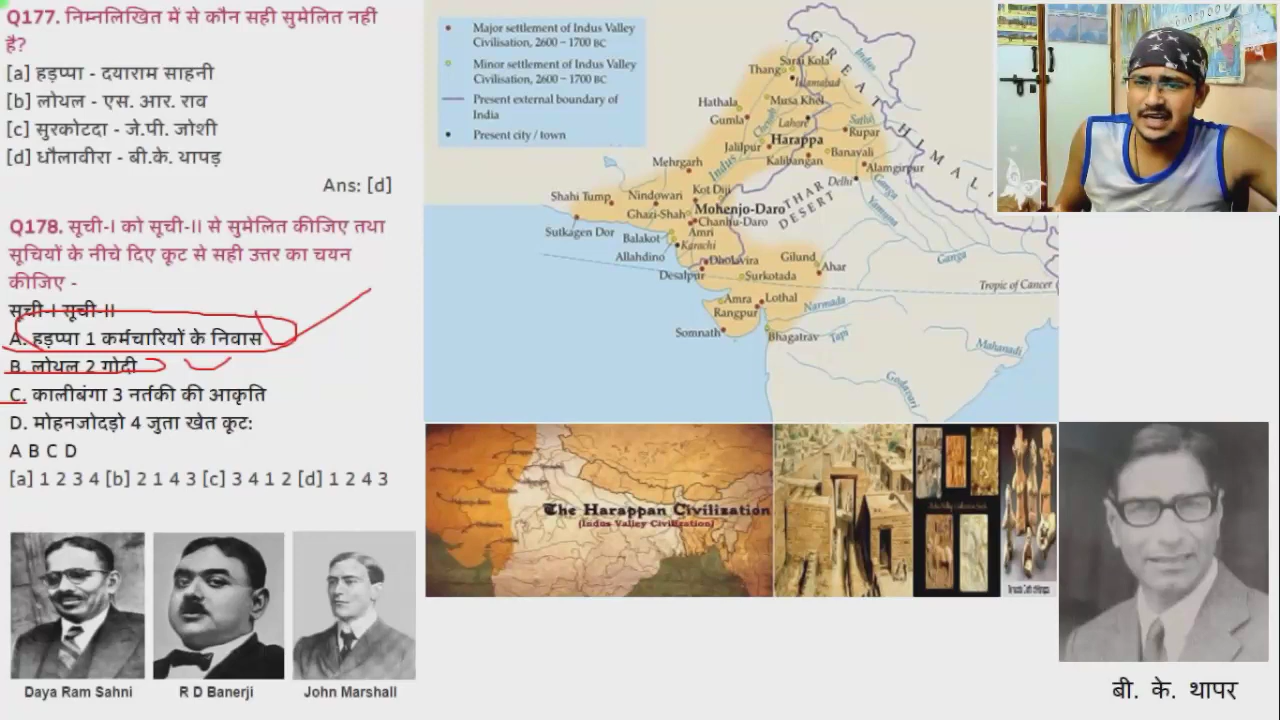 Q177. निम्नलिखित में से कौन सही सुमेलित नहीं
है?
[a] हड़प्पा - दयाराम साहनी
[b] लोथल - एस. आर. राव
[c] सुरकोटदा - जे.पी. जोशी
[d] धौलावीरा - बी.के. थापड़
Ans: [d]
Q178. सूची-I को सूची-II से सुमेलित कीजिए तथा
सूचियों के नीचे दिए कूट से सही उत्तर का चयन
कीजिए -
सूची-I सूची-II
A. हड़प्पा 1 कर्मचारियों के निवास
B. लोथल 2 गोदी
C. कालीबंगा 3 नर्तकी की आकृति
D. मोहनजोदड़ो 4 जुता खेत कूट:
A B C D
[a] 1 2 3 4 [b] 2 1 4 3 [c] 3 4 1 2 [d] 1 2 4 3
Daya Ram Sahni
R D Banerji
John Marshall
Major settlement of Indus Valley
Civilisation, 2600 – 1700 BC
Minor settlement of Indus Valley
Civilisation, 2600 – 1700 BC
Present external boundary of
India
Present city / town
GREAT HIMALA
Indus
Sarai Kola
Thang
Islamabad
Hathala
Musa Khel
Gumla
Chenab
Lahore
Sutlej
Rupar
Jalilpur
Harappa
Banavali
Mehrgarh
Indus
Kalibangan
Alamgirpur
Delhi
Ganga
Yamuna
Shahi Tump
Nindowari
Kot Diji
THAR
DESERT
Ghazi-Shah
Mohenjo-Daro
Chanhu-Daro
Sutkagen Dor
Amri
Balakot
Karachi
Allahdino
Dholavira
Gilund
Ahar
Ganga
Desalpur
Surkotada
Tropic of Cancer
Amra
Lothal
Rangpur
Narmada
Somnath
Bhagatrav
Tapi
Mahanadi
Godavari
The Harappan Civilization
(Indus Valley Civilization)
बी. के. थापर